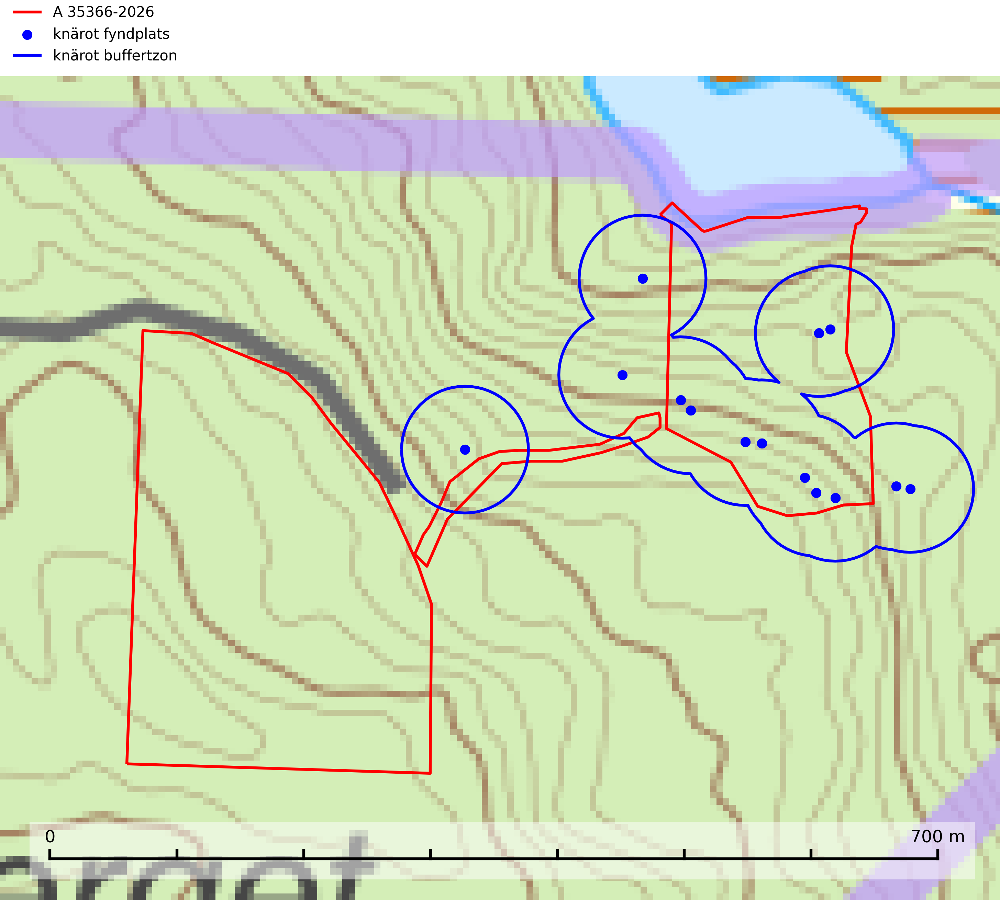 A 35366-2026
knärot fyndplats
knärot buffertzon
0
700 m